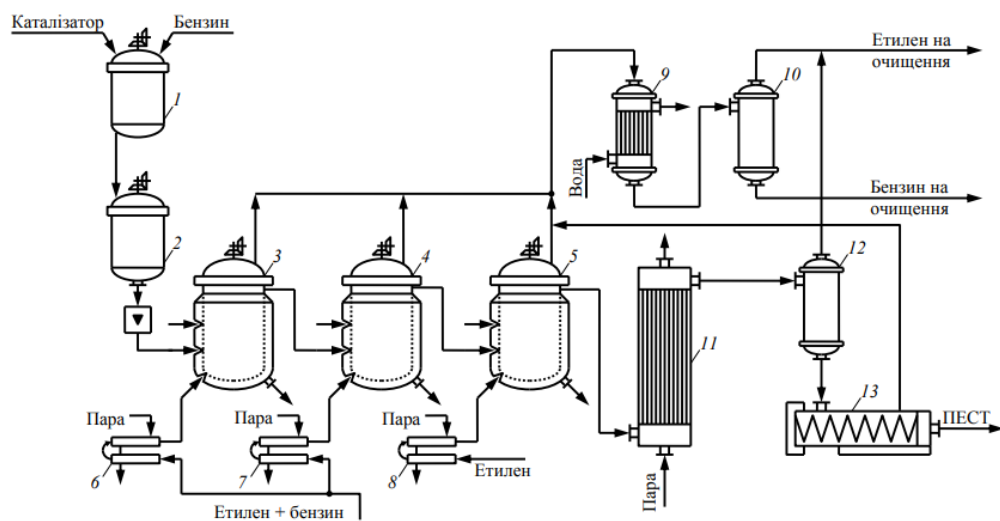 Каталізатор
Бензин
1
2
3
4
5
9
10
Етилен на
очищення
Вода
Бензин на
очищення
12
11
13
ПЕСТ
Пара
6
Пара
7
Пара
8
Етилен
Етилен + бензин
Пара